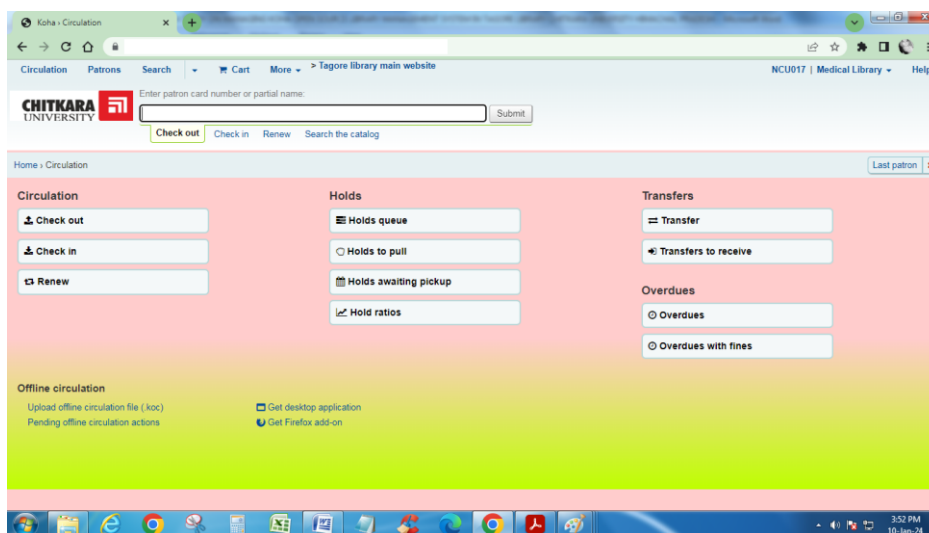 Koha › Circulation
Circulation Patrons Search Cart More > Tagore library main website NCU017 | Medical Library Help
CHITKARA
UNIVERSITY
Enter patron card number or partial name:
Submit
Check out Check in Renew Search the catalog
Home › Circulation Last patron
Circulation Holds Transfers
Check out Holds queue Transfer
Check in Holds to pull Transfers to receive
Renew Holds awaiting pickup
Overdues
Hold ratios Overdues
Overdues with fines
Offline circulation
Upload offline circulation file (.koc) Get desktop application
Pending offline circulation actions Get Firefox add-on
3:52 PM
10-Jan-24